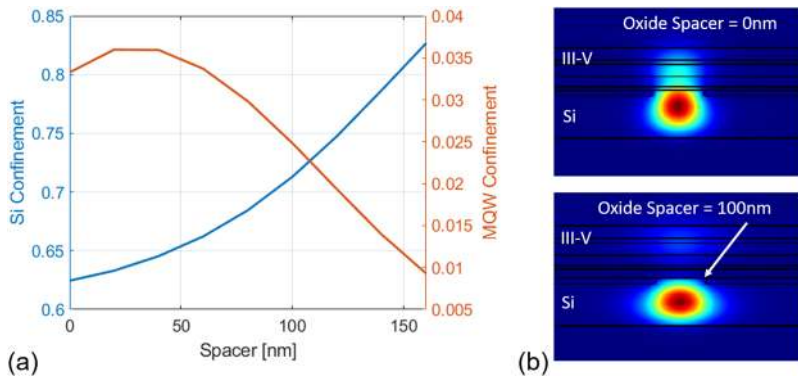 0.85
0.8
0.75
0.7
0.65
0.6
Si Confinement
0.04
0.035
0.03
0.025
0.02
0.015
0.01
0.005
MQW Confinement
0
50
100
150
Spacer [nm]
(a)
Oxide Spacer = 0nm
III-V
Si
Oxide Spacer = 100nm
III-V
Si
(b)